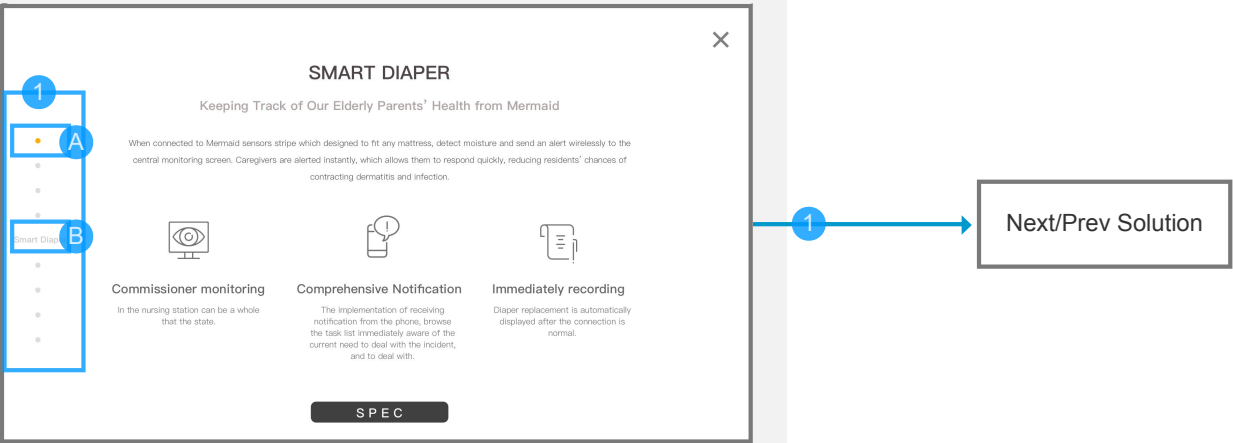 SMART DIAPER
Keeping Track of Our Elderly Parents' Health from Mermaid
When connected to Mermaid sensors stripe which designed to fit any mattress, detect moisture and send an alert wirelessly to the
central monitoring screen. Caregivers are alerted instantly, which allows them to respond quickly, reducing residents' chances of
contracting dermatitis and infection.
1
A
Smart Diap
B
Commissioner monitoring
In the nursing station can be a whole
that the state.
Comprehensive Notification
The implementation of receiving
notification from the phone, browse
the task list immediately aware of the
current need to deal with the incident,
and to deal with.
Immediately recording
Diaper replacement is automatically
displayed after the connection is
normal.
SPEC
1
Next/Prev Solution